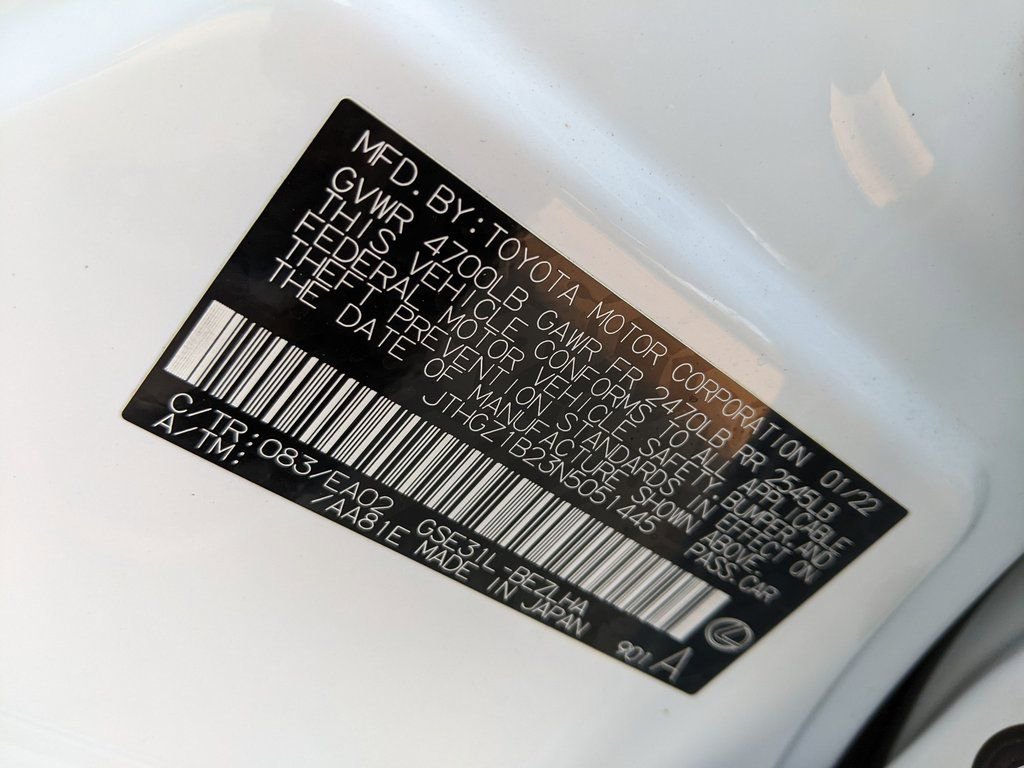 MFD. BY: TOYOTA MOTOR CORPORATION 01/22
GVWR 4700LB GAWR FR 2470LB RR 2545LB
THIS VEHICLE CONFORMS TO ALL APPLICABLE
FEDERAL MOTOR VEHICLE SAFETY, BUMPER AND
THEFT PREVENTION STANDARDS IN EFFECT ON
THE DATE OF MANUFACTURE SHOWN ABOVE.
JTHGZ1B23N5051445 PASS.CAR
C/TR:083/EA02 GSE31L-BEZLHA
A/TM: /AA81E MADE IN JAPAN 901 A